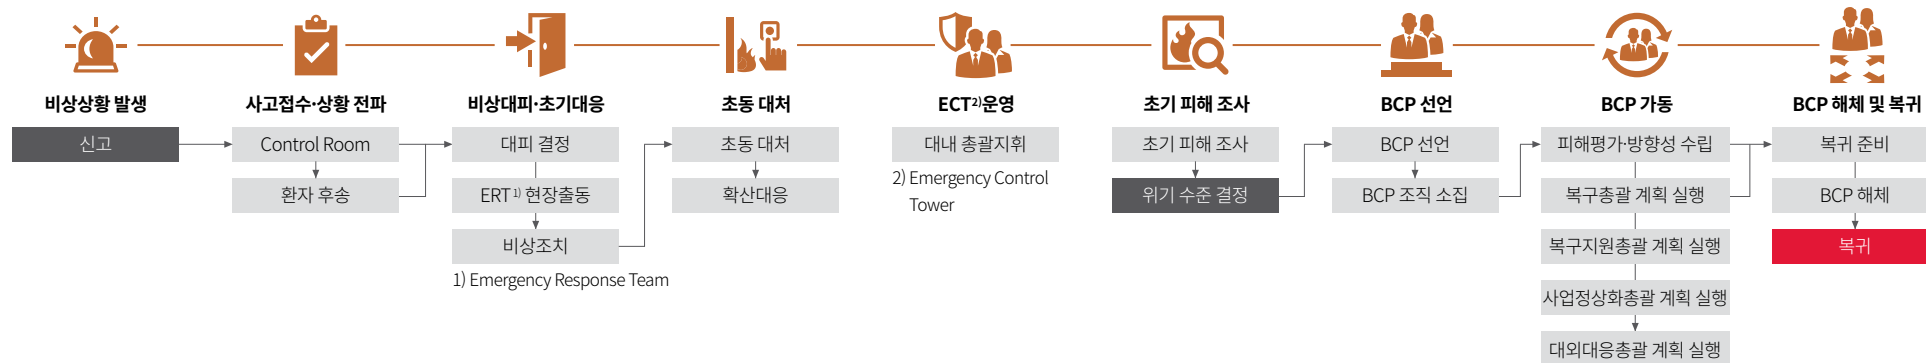 비상상황 발생
신고
사고접수·상황 전파
Control Room
환자 후송
비상대피·초기대응
대피 결정
ERT 1) 현장출동
비상조치
1) Emergency Response Team
초동 대처
초동 대처
확산대응
ECT2)운영
대내 총괄지휘
2) Emergency Control
Tower
초기 피해 조사
초기 피해 조사
위기 수준 결정
BCP 선언
BCP 선언
BCP 조직 소집
BCP 가동
피해평가·방향성 수립
복구총괄 계획 실행
복구지원총괄 계획 실행
사업정상화총괄 계획 실행
대외대응총괄 계획 실행
BCP 해체 및 복귀
복귀 준비
BCP 해체
복귀